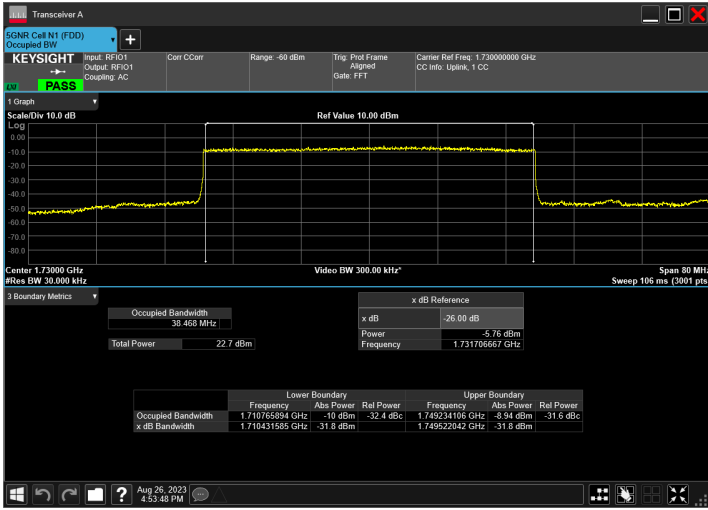 Transceiver A
5GNR Cell N1 (FDD)
Occupied BW
KEYSIGHT Input: RFIO1 Corr CCorr Range: -60 dBm Trig: Prot Frame Carrier Ref Freq: 1.730000000 GHz
Output: RFIO1 Aligned CC Info: Uplink, 1 CC
Coupling: AC Gate: FFT
PASS
1 Graph
Scale/Div 10.0 dB Ref Value 10.00 dBm
Log
0.00
-10.0
-20.0
-30.0
-40.0
-50.0
-60.0
-70.0
-80.0
Center 1.73000 GHz Video BW 300.00 kHz* Span 80 MHz
#Res BW 30.000 kHz Sweep 106 ms (3001 pts
3 Boundary Metrics
x dB Reference
Occupied Bandwidth
38.468 MHz
x dB -26.00 dB
Power -5.76 dBm
Total Power 22.7 dBm
Frequency 1.731706667 GHz
Lower Boundary Upper Boundary
Frequency Abs Power Rel Power Frequency Abs Power Rel Power
Occupied Bandwidth 1.710765894 GHz -10 dBm -32.4 dBc 1.749234106 GHz -8.94 dBm -31.6 dBc
x dB Bandwidth 1.710431585 GHz -31.8 dBm 1.749522042 GHz -31.8 dBm
Aug 26, 2023
4:53:48 PM